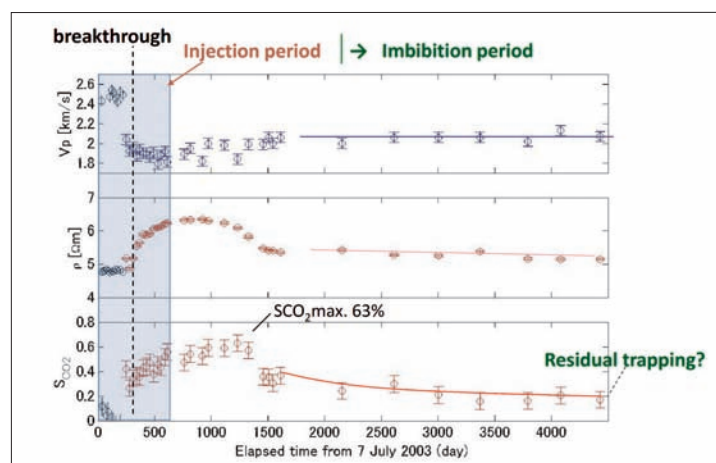 breakthrough
Injection period
→ Imbibition period
2.6
2.4
2.2
2
1.8
Vp [km/s]
7
6
5
4
ρ [Ωm]
SCO₂max. 63%
0.8
0.6
0.4
0.2
0
S_CO2
Residual trapping?
0 500 1000 1500 2000 2500 3000 3500 4000
Elapsed time from 7 July 2003 (day)